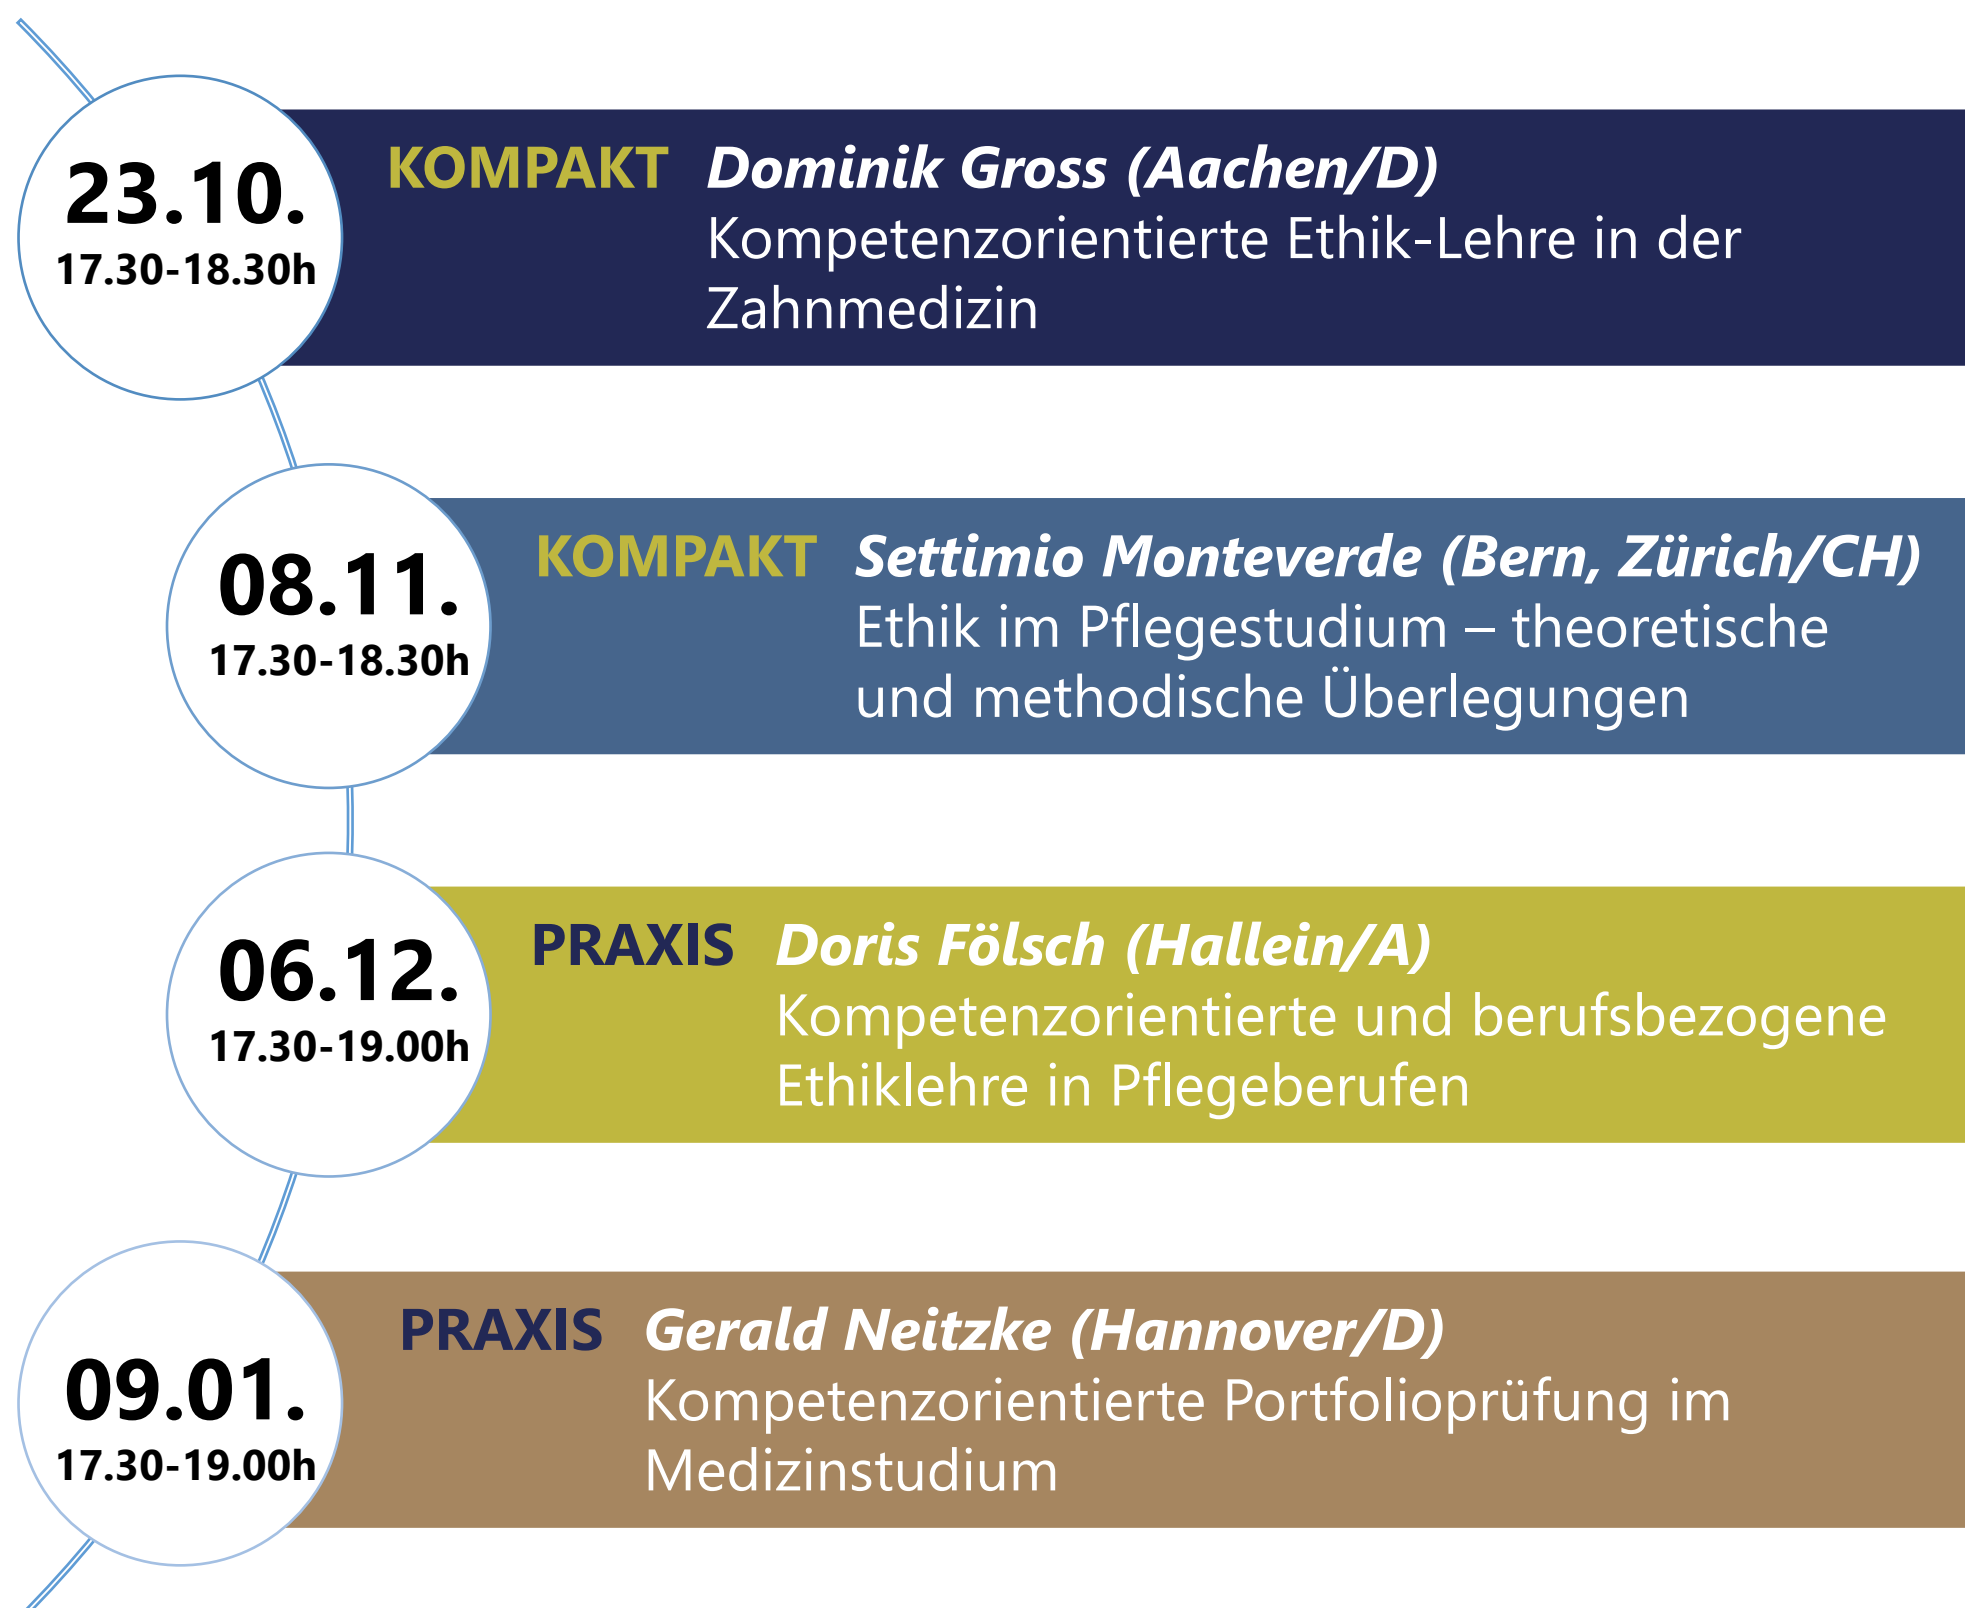 23.10.
17.30-18.30h
KOMPAKT Dominik Gross (Aachen/D)
Kompetenzorientierte Ethik-Lehre in der
Zahnmedizin
08.11.
17.30-18.30h
KOMPAKT Settimio Monteverde (Bern, Zürich/CH)
Ethik im Pflegestudium – theoretische
und methodische Überlegungen
06.12.
17.30-19.00h
PRAXIS Doris Fölsch (Hallein/A)
Kompetenzorientierte und berufsbezogene
Ethiklehre in Pflegeberufen
09.01.
17.30-19.00h
PRAXIS Gerald Neitzke (Hannover/D)
Kompetenzorientierte Portfolioprüfung im
Medizinstudium